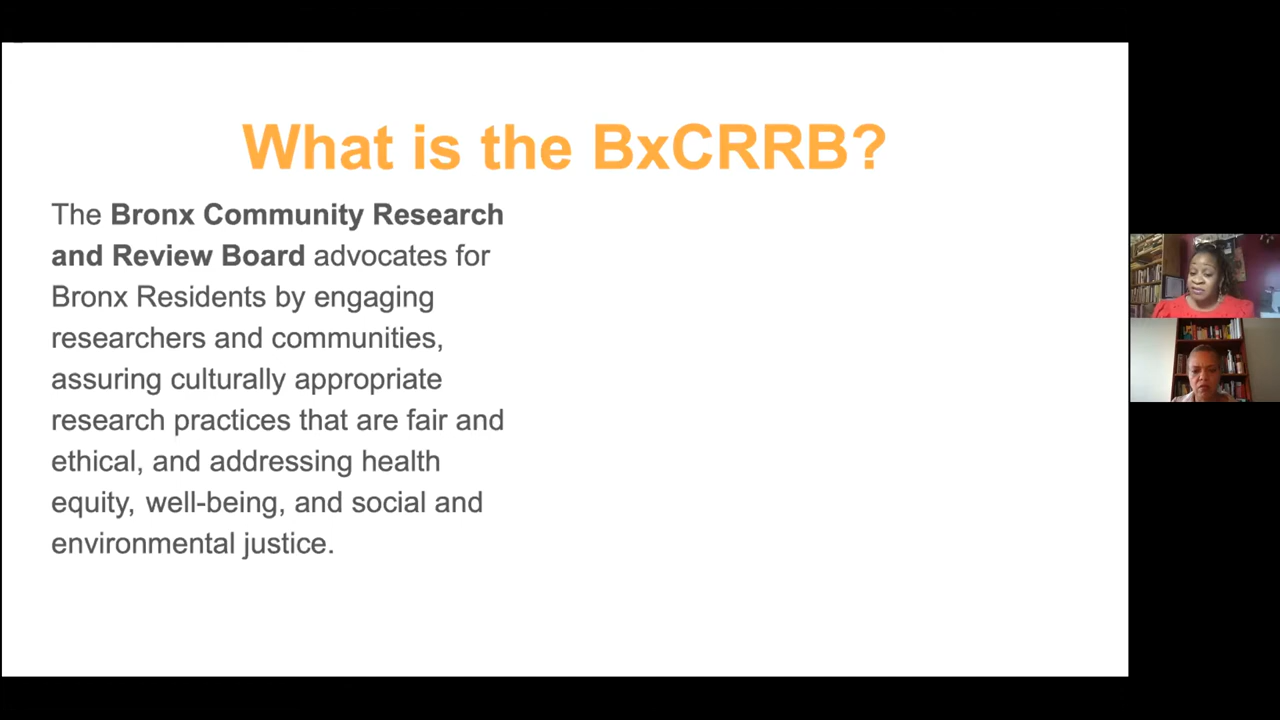 What is the BxCRRB?
The Bronx Community Research
and Review Board advocates for
Bronx Residents by engaging
researchers and communities,
assuring culturally appropriate
research practices that are fair and
ethical, and addressing health
equity, well-being, and social and
environmental justice.